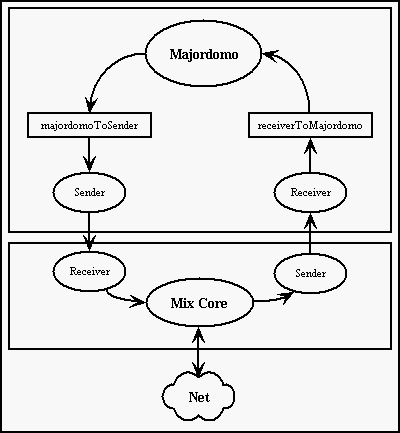 Majordomo
majordomoToSender
receiverToMajordomo
Sender
Receiver
Receiver
Sender
Mix Core
Net